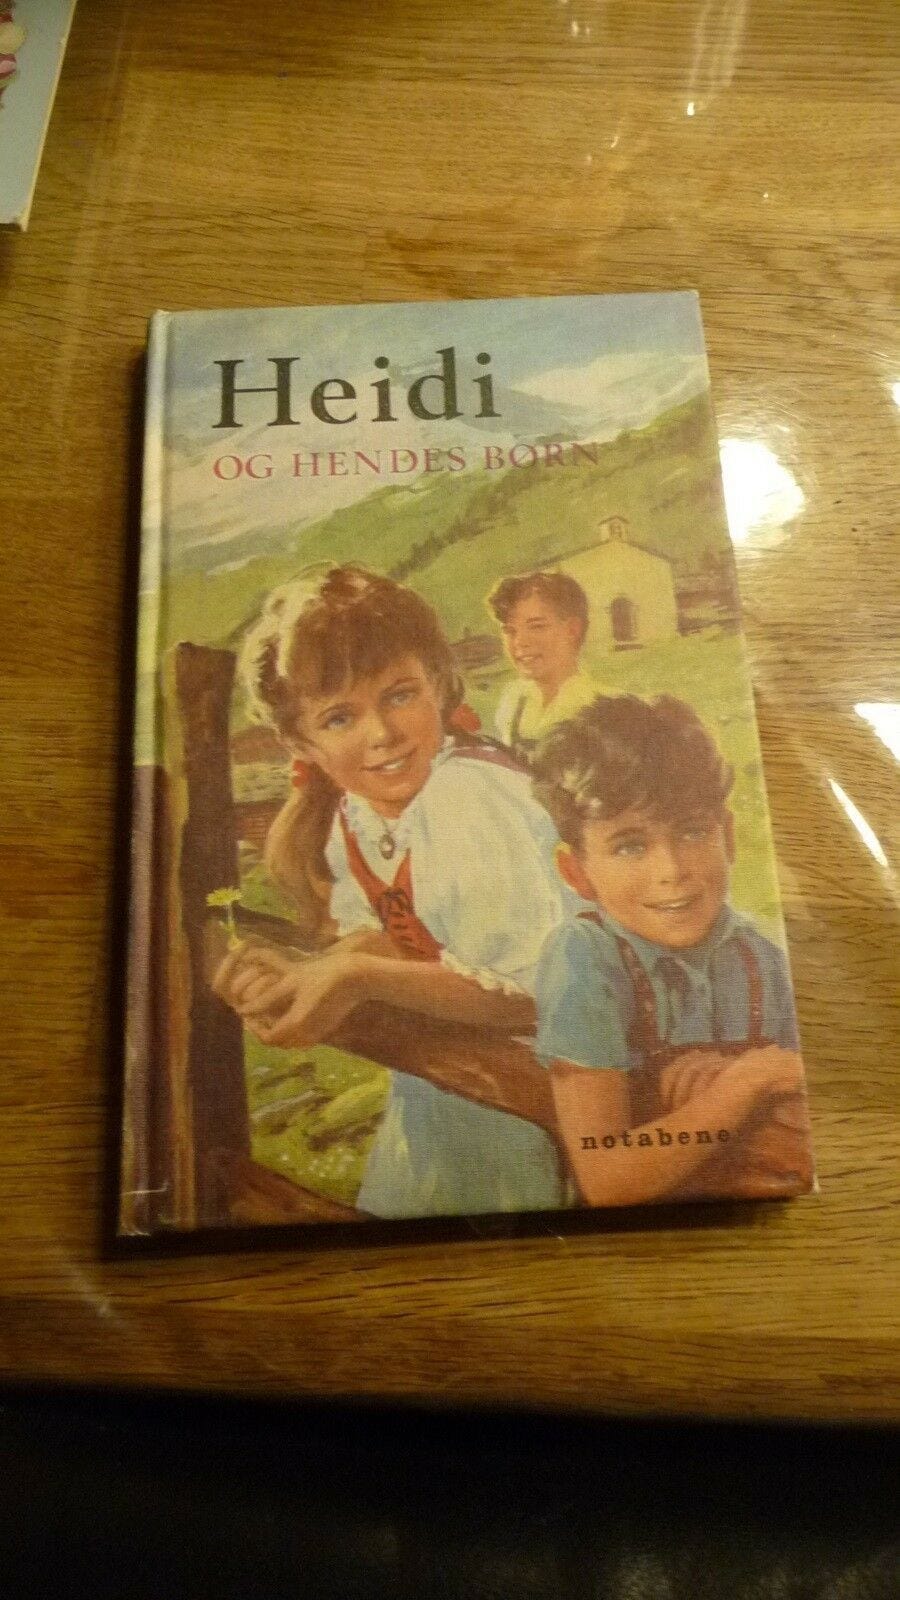 Heidi
OG HENDES BØRN
notabene